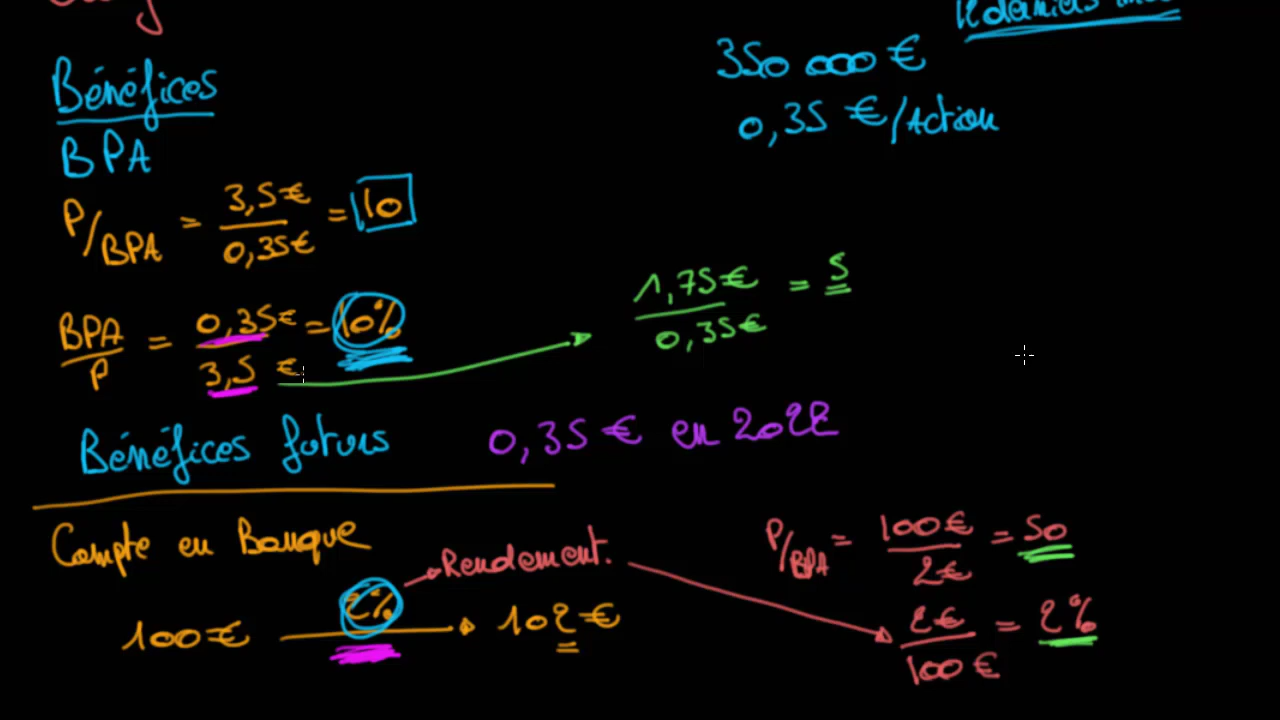 350 000 €
0,35 €/Action
Bénéfices
BPA
P/BPA = 3,5€ / 0,35€ = 10
BPA / P = 0,35€ / 3,5 € = 10%
1,75€ / 0,35€ = 5
Bénéfices futurs 0,35 € en 2022
Compte en Banque
Rendement.
100€ 2% 102 €
P/BPA = 100€ / 2€ = 50
2€ / 100€ = 2%